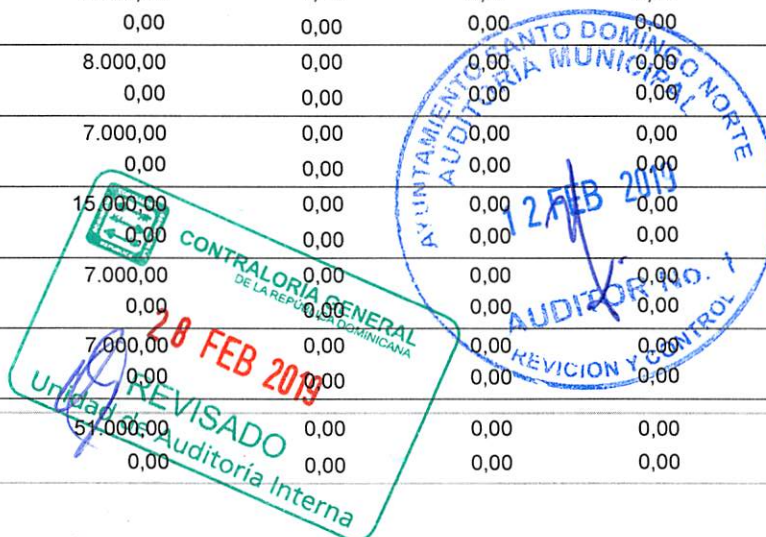 0,00 0,00 0,00 0,00
8.000,00 0,00 0,00 0,00
0,00 0,00 0,00 0,00
7.000,00 0,00 0,00 0,00
0,00 0,00 0,00 0,00
15.000,00 0,00 0,00 0,00
0,00 0,00 0,00 0,00
7.000,00 0,00 0,00 0,00
0,00 0,00 0,00 0,00
7.000,00 0,00 0,00 0,00
0,00 0,00 0,00 0,00
51.000,00 0,00 0,00 0,00
0,00 0,00 0,00 0,00
AYUNTAMIENTO SANTO DOMINGO NORTE
AUDITORIA MUNICIPAL
12 FEB 2019
AUDITOR No. 1
REVICION Y CONTROL
CONTRALORÍA GENERAL
DE LA REPÚBLICA DOMINICANA
28 FEB 2019
REVISADO
Unidad de Auditoría Interna